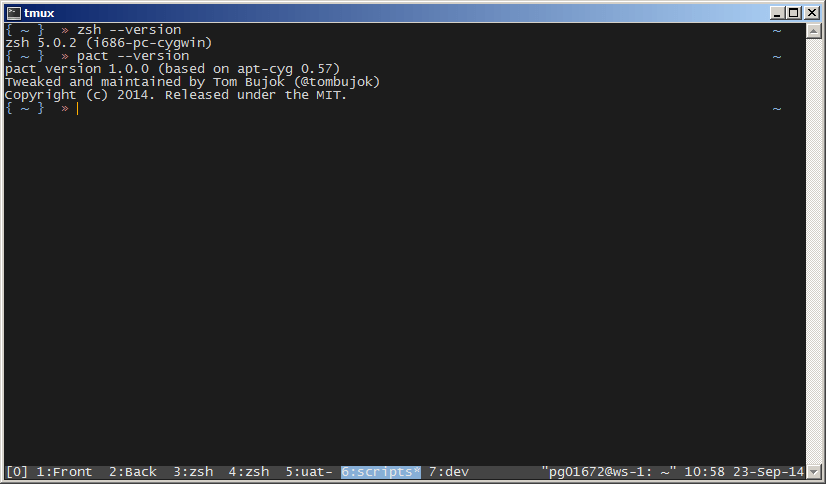 tmux
{ ~ } » zsh --version ~
zsh 5.0.2 (i686-pc-cygwin)
{ ~ } » pact --version ~
pact version 1.0.0 (based on apt-cyg 0.57)
Tweaked and maintained by Tom Bujok (@tombujok)
Copyright (c) 2014. Released under the MIT.
{ ~ } » ~
[0] 1:Front 2:Back 3:zsh 4:zsh 5:uat- 6:scripts* 7:dev "pg01672@ws-1: ~" 10:58 23-Sep-14